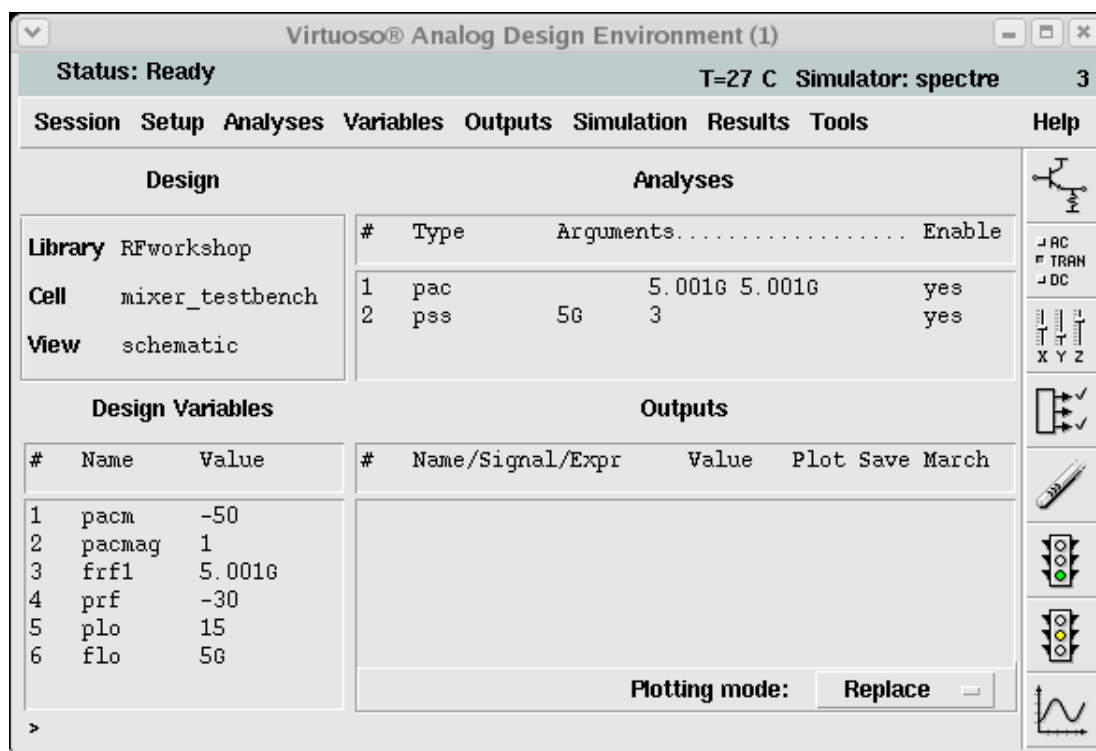 Virtuoso® Analog Design Environment (1)
Status: Ready T=27 C Simulator: spectre 3
Session Setup Analyses Variables Outputs Simulation Results Tools Help
Design
Library RFworkshop
Cell mixer_testbench
View schematic
Analyses
# Type Arguments.................. Enable
1 pac 5.001G 5.001G yes
2 pss 5G 3 yes
Design Variables
# Name Value
1 pacm -50
2 pacmag 1
3 frf1 5.001G
4 prf -30
5 plo 15
6 flo 5G
Outputs
# Name/Signal/Expr Value Plot Save March
Plotting mode: Replace
>
AC
TRAN
DC
X Y Z